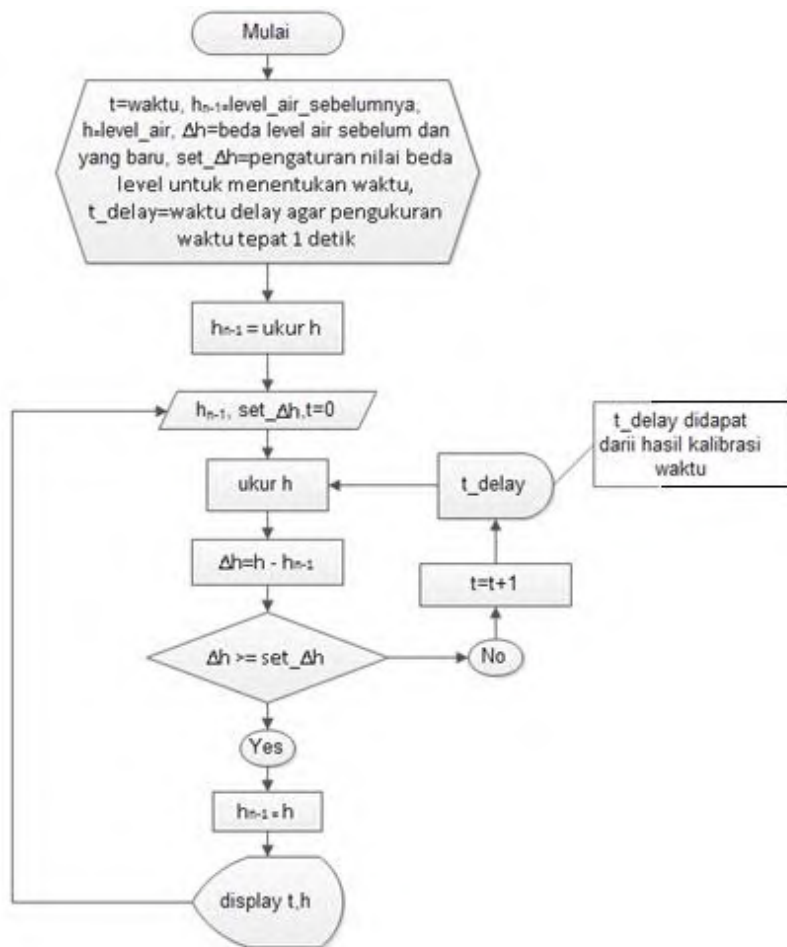 Mulai
t=waktu, hn-1=level_air_sebelumnya,
h=level_air, Δh=beda level air sebelum dan
yang baru, set_Δh=pengaturan nilai beda
level untuk menentukan waktu,
t_delay=waktu delay agar pengukuran
waktu tepat 1 detik
hn-1 = ukur h
hn-1, set_Δh,t=0
ukur h
t_delay
t_delay didapat
darii hasil kalibrasi
waktu
Δh=h - hn-1
t=t+1
Δh >= set_Δh
No
Yes
hn-1 = h
display t,h